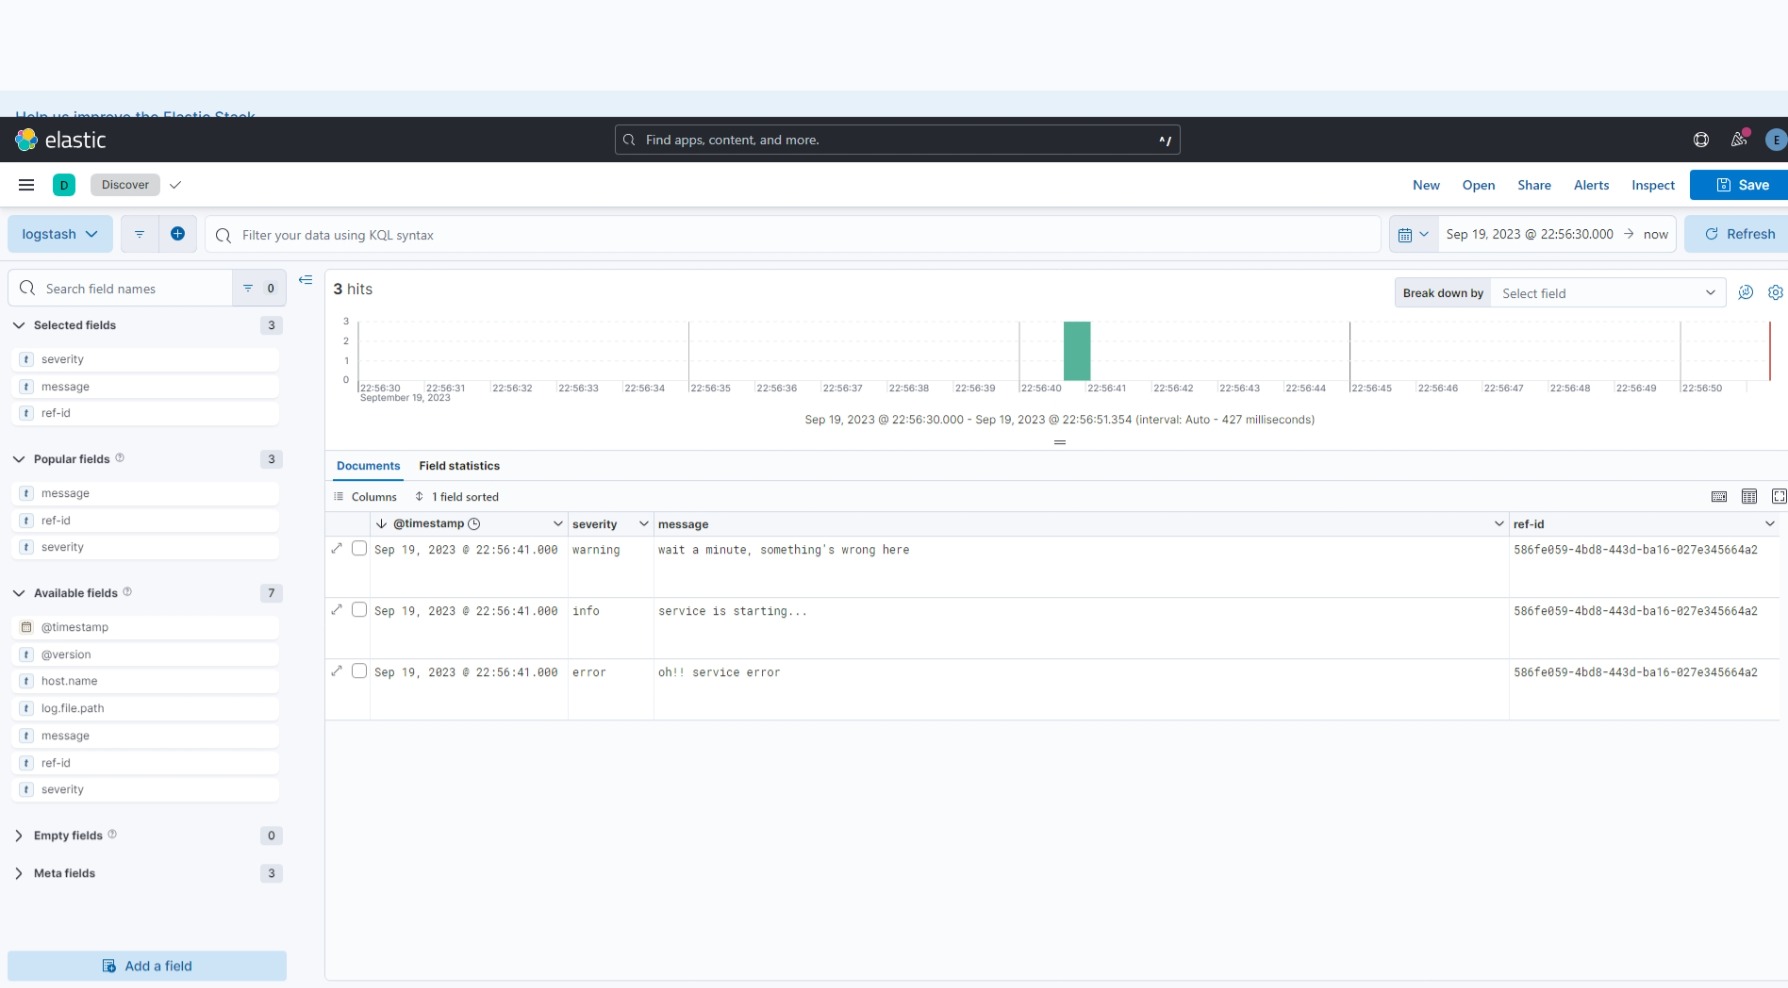 Help us improve the Elastic Stack
elastic
Find apps, content, and more.
^/
E
D
Discover
New
Open
Share
Alerts
Inspect
Save
logstash
Filter your data using KQL syntax
Sep 19, 2023 @ 22:56:30.000 → now
Refresh
Search field names
0
3 hits
Break down by
Select field
Selected fields
3
t severity
t message
t ref-id
Popular fields
3
t message
t ref-id
t severity
Available fields
7
@timestamp
t @version
t host.name
t log.file.path
t message
t ref-id
t severity
Empty fields
0
Meta fields
3
Add a field
3
2
1
0
22:56:30 22:56:31 22:56:32 22:56:33 22:56:34 22:56:35 22:56:36 22:56:37 22:56:38 22:56:39 22:56:40 22:56:41 22:56:42 22:56:43 22:56:44 22:56:45 22:56:46 22:56:47 22:56:48 22:56:49 22:56:50
September 19, 2023
Sep 19, 2023 @ 22:56:30.000 - Sep 19, 2023 @ 22:56:51.354 (interval: Auto - 427 milliseconds)
Documents
Field statistics
Columns
1 field sorted
@timestamp severity message ref-id
Sep 19, 2023 @ 22:56:41.000 warning wait a minute, something's wrong here 586fe059-4bd8-443d-ba16-027e345664a2
Sep 19, 2023 @ 22:56:41.000 info service is starting... 586fe059-4bd8-443d-ba16-027e345664a2
Sep 19, 2023 @ 22:56:41.000 error oh!! service error 586fe059-4bd8-443d-ba16-027e345664a2